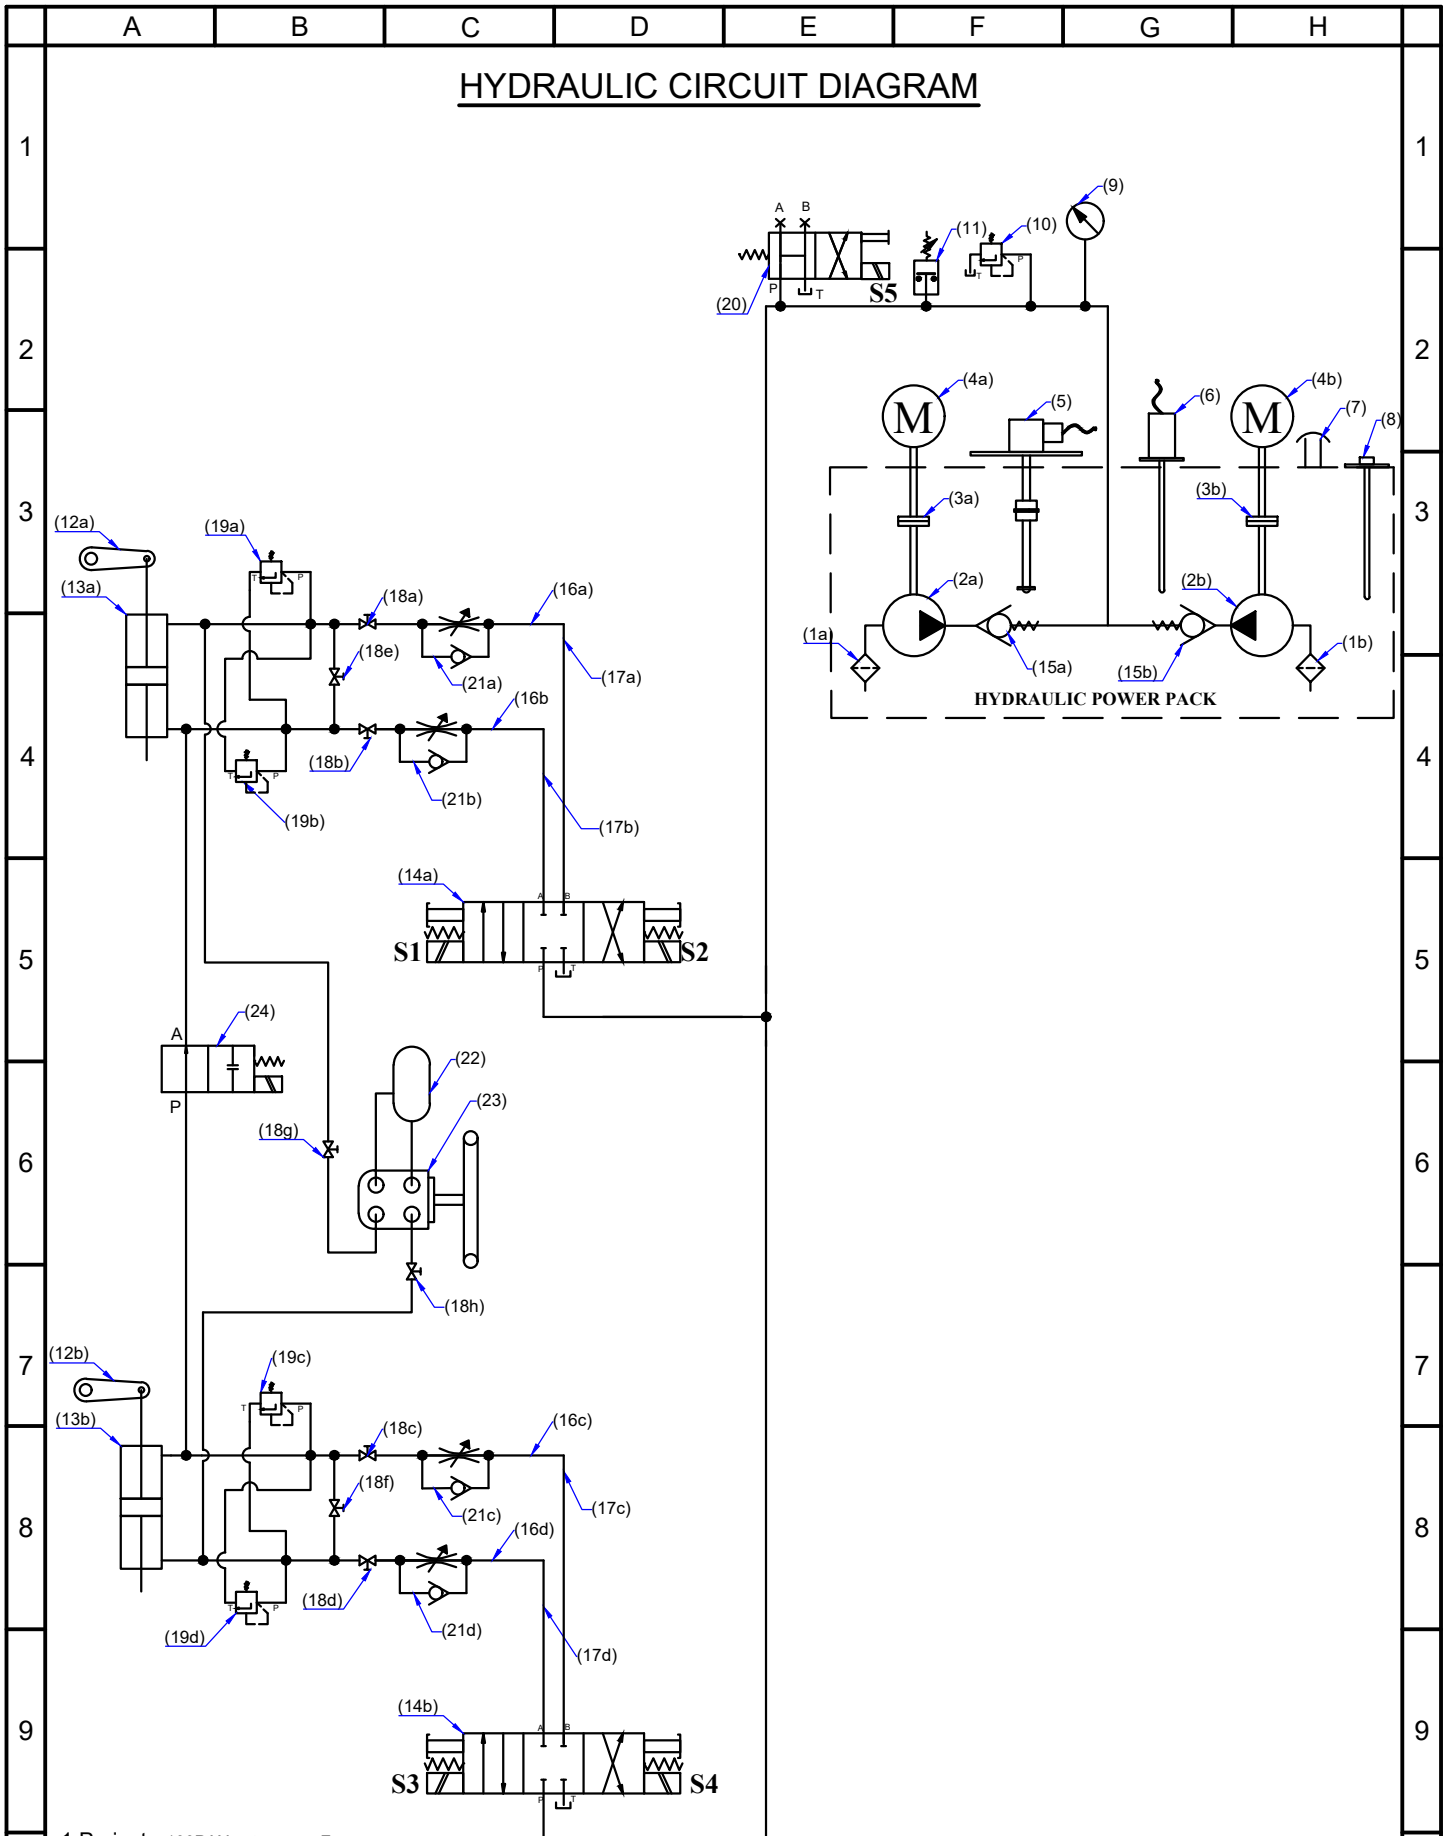 A B C D E F G H
HYDRAULIC CIRCUIT DIAGRAM
1 1
(9)
A B
(11) (10)
T P
P T S5
(20)
2 2
(4a) (5) (6) (4b) (7) (8)
M M
3 3
(3a) (3b)
(12a) (19a)
T P
(13a) (18a) (16a) (2a) (2b)
(18e) (1a) (15a) (15b) (1b)
(21a) (17a)
(16b
HYDRAULIC POWER PACK
4 4
(18b)
T P
(21b)
(19b) (17b)
(14a)
A B
5 5
S1 S2
P T
(24)
A
(22)
P
(23)
(18g)
6 6
(18h)
7 7
(12b) (19c)
T P
(13b) (18c) (16c)
(18f)
(21c) (17c)
8 8
(16d)
(18d)
T P
(19d) (21d)
(17d)
(14b)
A B
9 9
S3 S4
P T